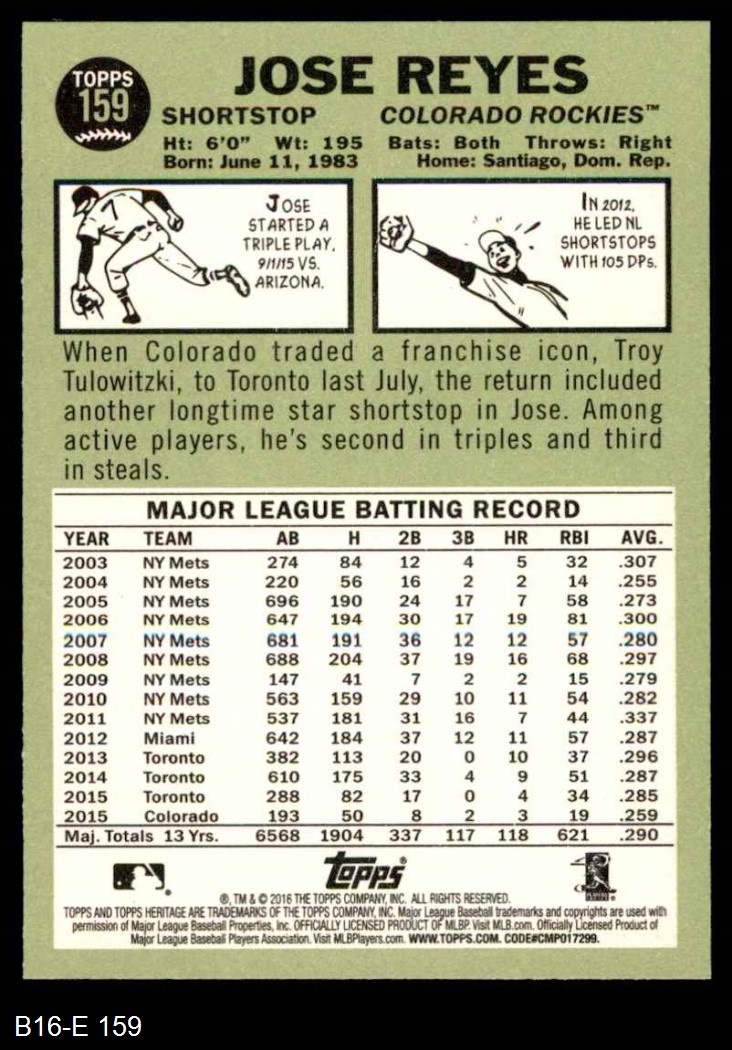 TOPPS
159
JOSE REYES
SHORTSTOP COLORADO ROCKIES™
Ht: 6'0" Wt: 195 Bats: Both Throws: Right
Born: June 11, 1983 Home: Santiago, Dom. Rep.
7
JOSE
STARTED A
TRIPLE PLAY,
9/1/15 VS.
ARIZONA.
IN 2012,
HE LED NL
SHORTSTOPS
WITH 105 DPs.
When Colorado traded a franchise icon, Troy
Tulowitzki, to Toronto last July, the return included
another longtime star shortstop in Jose. Among
active players, he's second in triples and third
in steals.
MAJOR LEAGUE BATTING RECORD
YEAR TEAM AB H 2B 3B HR RBI AVG.
2003 NY Mets 274 84 12 4 5 32 .307
2004 NY Mets 220 56 16 2 2 14 .255
2005 NY Mets 696 190 24 17 7 58 .273
2006 NY Mets 647 194 30 17 19 81 .300
2007 NY Mets 681 191 36 12 12 57 .280
2008 NY Mets 688 204 37 19 16 68 .297
2009 NY Mets 147 41 7 2 2 15 .279
2010 NY Mets 563 159 29 10 11 54 .282
2011 NY Mets 537 181 31 16 7 44 .337
2012 Miami 642 184 37 12 11 57 .287
2013 Toronto 382 113 20 0 10 37 .296
2014 Toronto 610 175 33 4 9 51 .287
2015 Toronto 288 82 17 0 4 34 .285
2015 Colorado 193 50 8 2 3 19 .259
Maj. Totals 13 Yrs. 6568 1904 337 117 118 621 .290
topps®
®, TM & © 2016 THE TOPPS COMPANY, INC. ALL RIGHTS RESERVED.
TOPPS AND TOPPS HERITAGE ARE TRADEMARKS OF THE TOPPS COMPANY, INC. Major League Baseball trademarks and copyrights are used with
permission of Major League Baseball Properties, Inc. OFFICIALLY LICENSED PRODUCT OF MLBP. Visit MLB.com. Officially Licensed Product of
Major League Baseball Players Association. Visit MLBPlayers.com. WWW.TOPPS.COM. CODE#CMP017299.
B16-E 159